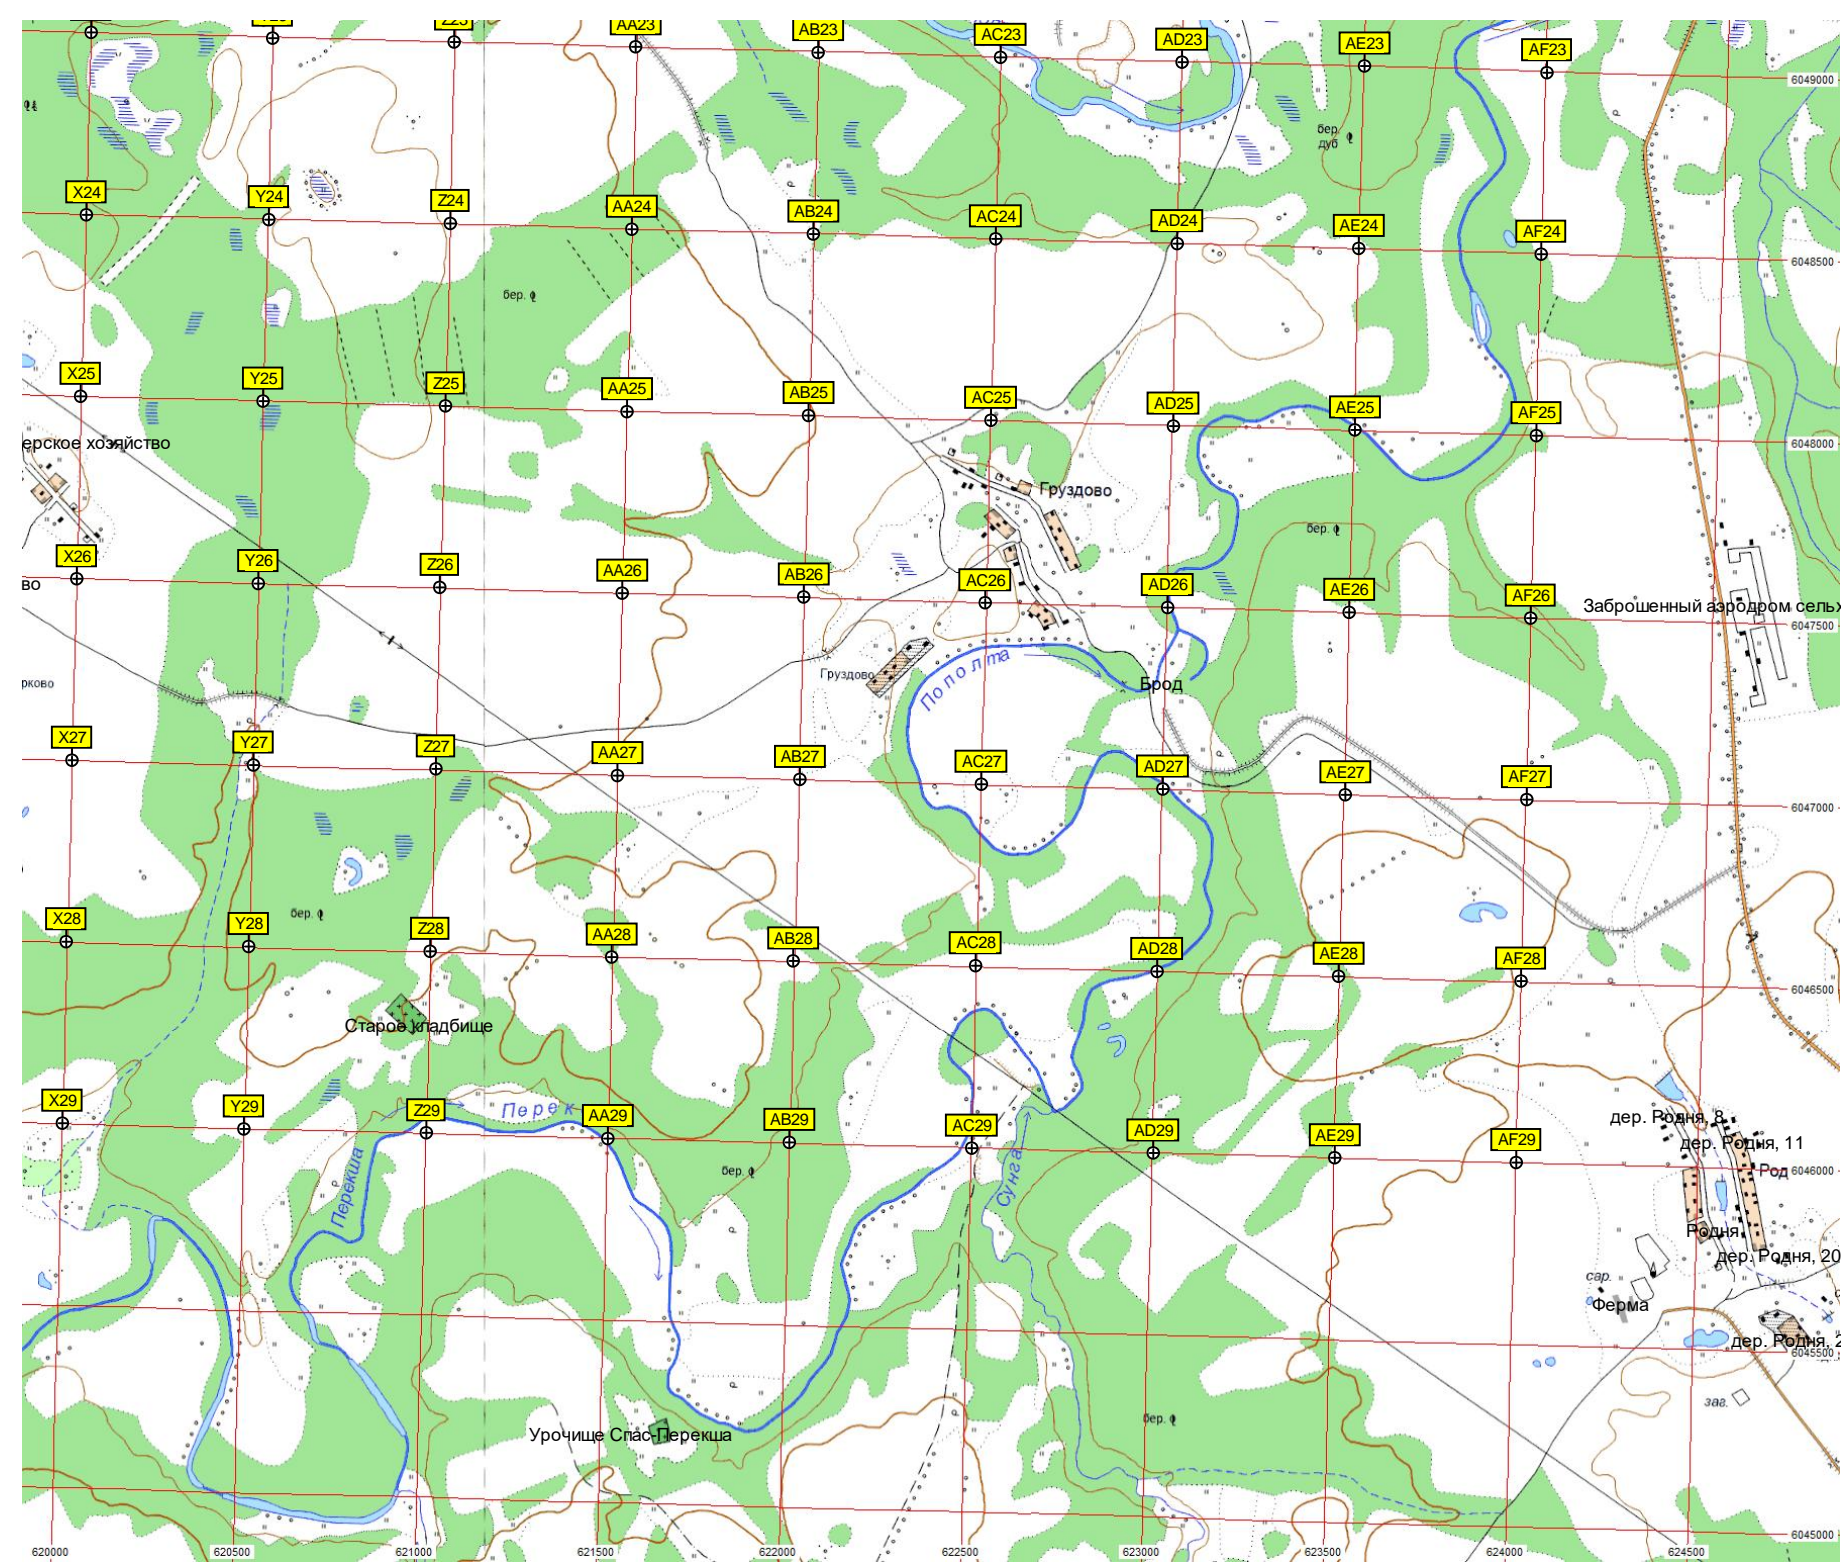 AA23
AB23
AC23
AD23
AE23
AF23
6049000
бер.
дуб
X24
Y24
Z24
AA24
AB24
AC24
AD24
AE24
AF24
6048500
бер.
X25
Y25
Z25
AA25
AB25
AC25
AD25
AE25
AF25
6048000
ерское хозяйство
Груздово
бер.
X26
Y26
Z26
AA26
AB26
AC26
AD26
AE26
AF26
во
Заброшенный аэродром сельх
6047500
рково
Груздово
Пополта
Брод
X27
Y27
Z27
AA27
AB27
AC27
AD27
AE27
AF27
6047000
бер.
X28
Y28
Z28
AA28
AB28
AC28
AD28
AE28
AF28
6046500
Старое кладбище
X29
Y29
Z29
Перек
AA29
AB29
AC29
AD29
AE29
AF29
дер. Родня, 8
дер. Родня, 11
Род
6046000
бер.
Перекша
Сунга
Родня
дер. Родня, 20
сар.
Ферма
дер. Родня, 2
6045500
заг.
Урочище Спас-Перекша
бер.
6045000
620000
620500
621000
621500
622000
622500
623000
623500
624000
624500